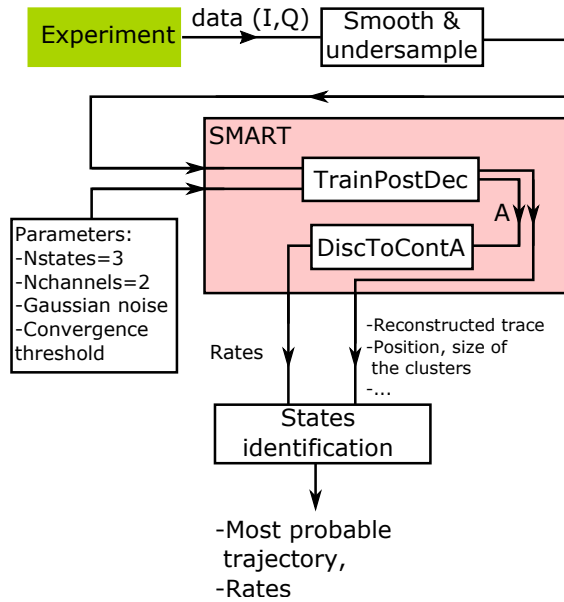 Experiment
data (I,Q)
Smooth &
undersample
SMART
TrainPostDec
A
DiscToContA
Parameters:
-Nstates=3
-Nchannels=2
-Gaussian noise
-Convergence
threshold
Rates
-Reconstructed trace
-Position, size of
the clusters
-...
States
identification
-Most probable
trajectory,
-Rates